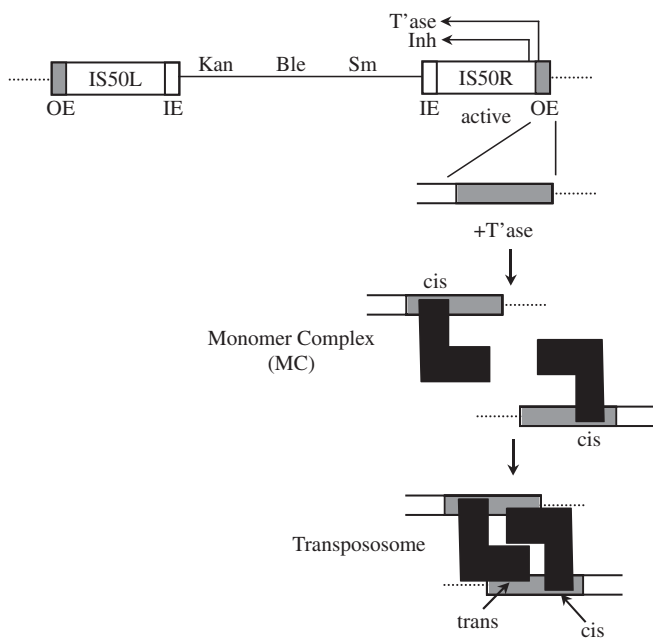 T'ase
Inh
IS50L Kan Ble Sm IS50R
OE IE IE OE
active
+T'ase
cis
Monomer Complex
(MC)
cis
Transpososome
trans
cis